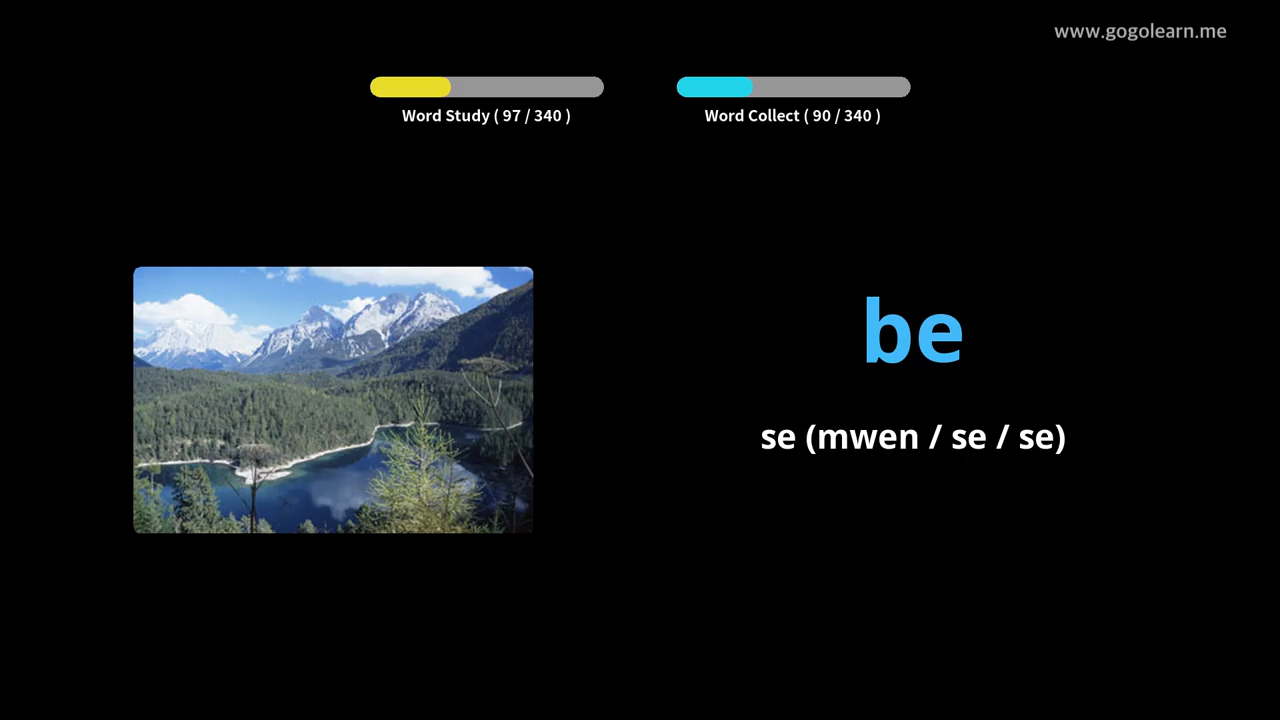 www.gogolearn.me
Word Study ( 97 / 340 )
Word Collect ( 90 / 340 )
be
se (mwen / se / se)